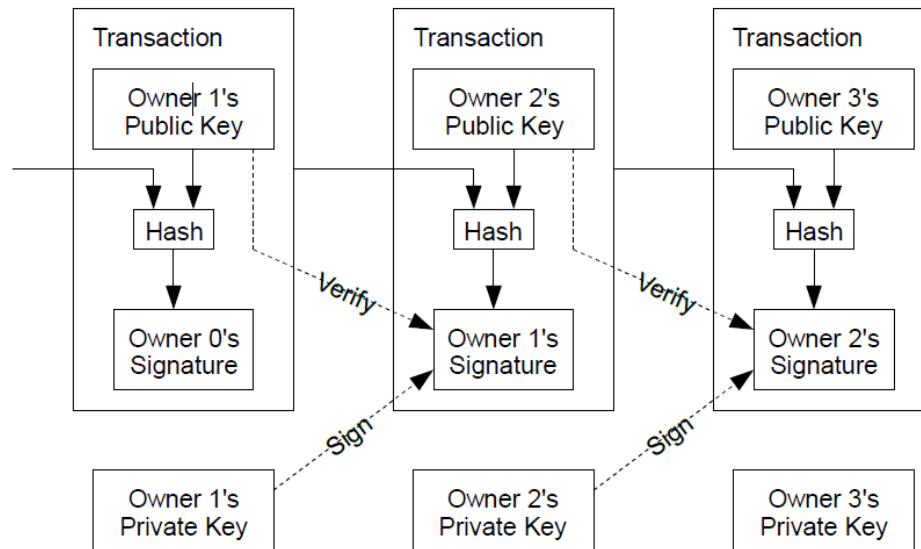 Transaction
Transaction
Transaction
Owner 1's
Public Key
Owner 2's
Public Key
Owner 3's
Public Key
Hash
Hash
Hash
Verify
Verify
Owner 0's
Signature
Owner 1's
Signature
Owner 2's
Signature
Sign
Sign
Owner 1's
Private Key
Owner 2's
Private Key
Owner 3's
Private Key